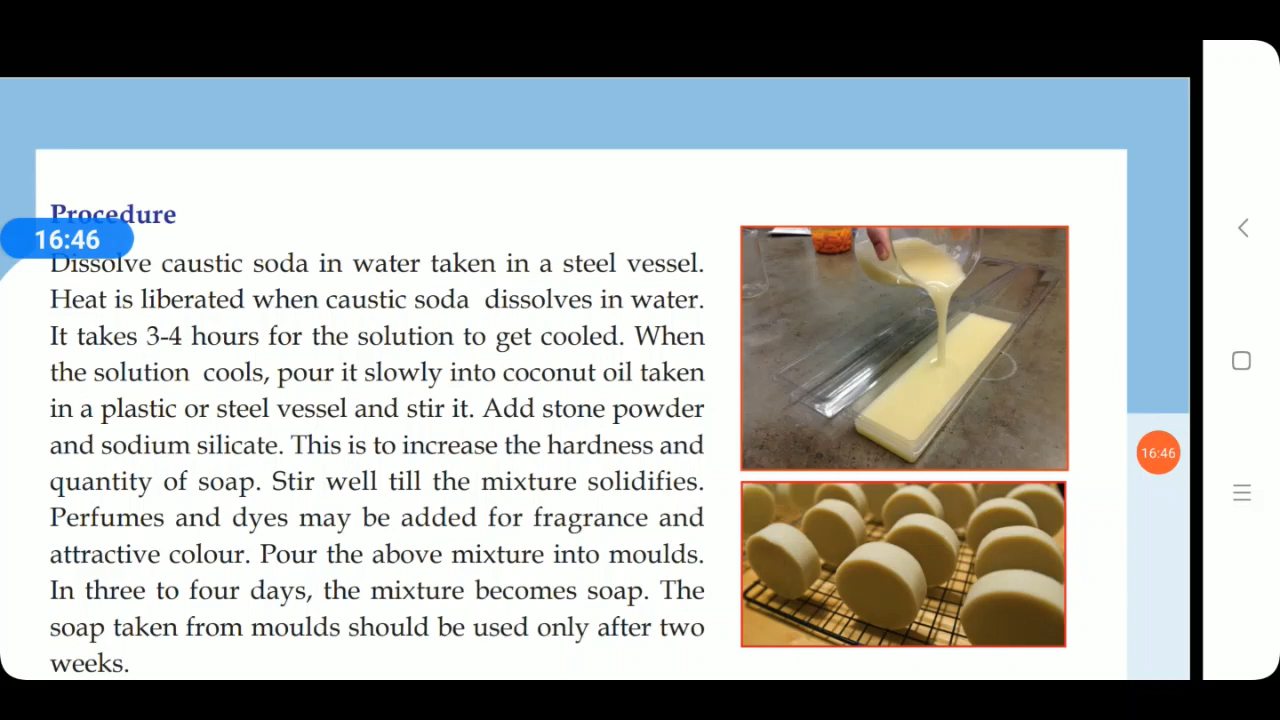 Procedure
16:46
Dissolve caustic soda in water taken in a steel vessel.
Heat is liberated when caustic soda dissolves in water.
It takes 3-4 hours for the solution to get cooled. When
the solution cools, pour it slowly into coconut oil taken
in a plastic or steel vessel and stir it. Add stone powder
and sodium silicate. This is to increase the hardness and
quantity of soap. Stir well till the mixture solidifies.
Perfumes and dyes may be added for fragrance and
attractive colour. Pour the above mixture into moulds.
In three to four days, the mixture becomes soap. The
soap taken from moulds should be used only after two
weeks.
16:46